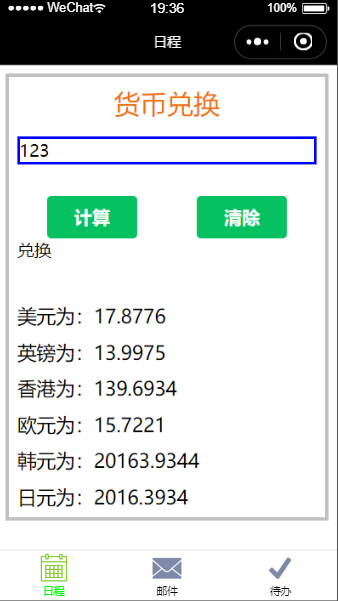 WeChat 19:36 100%
日程
货币兑换
123
计算 清除
兑换
美元为：17.8776
英镑为：13.9975
香港为：139.6934
欧元为：15.7221
韩元为：20163.9344
日元为：2016.3934
日程 邮件 待办